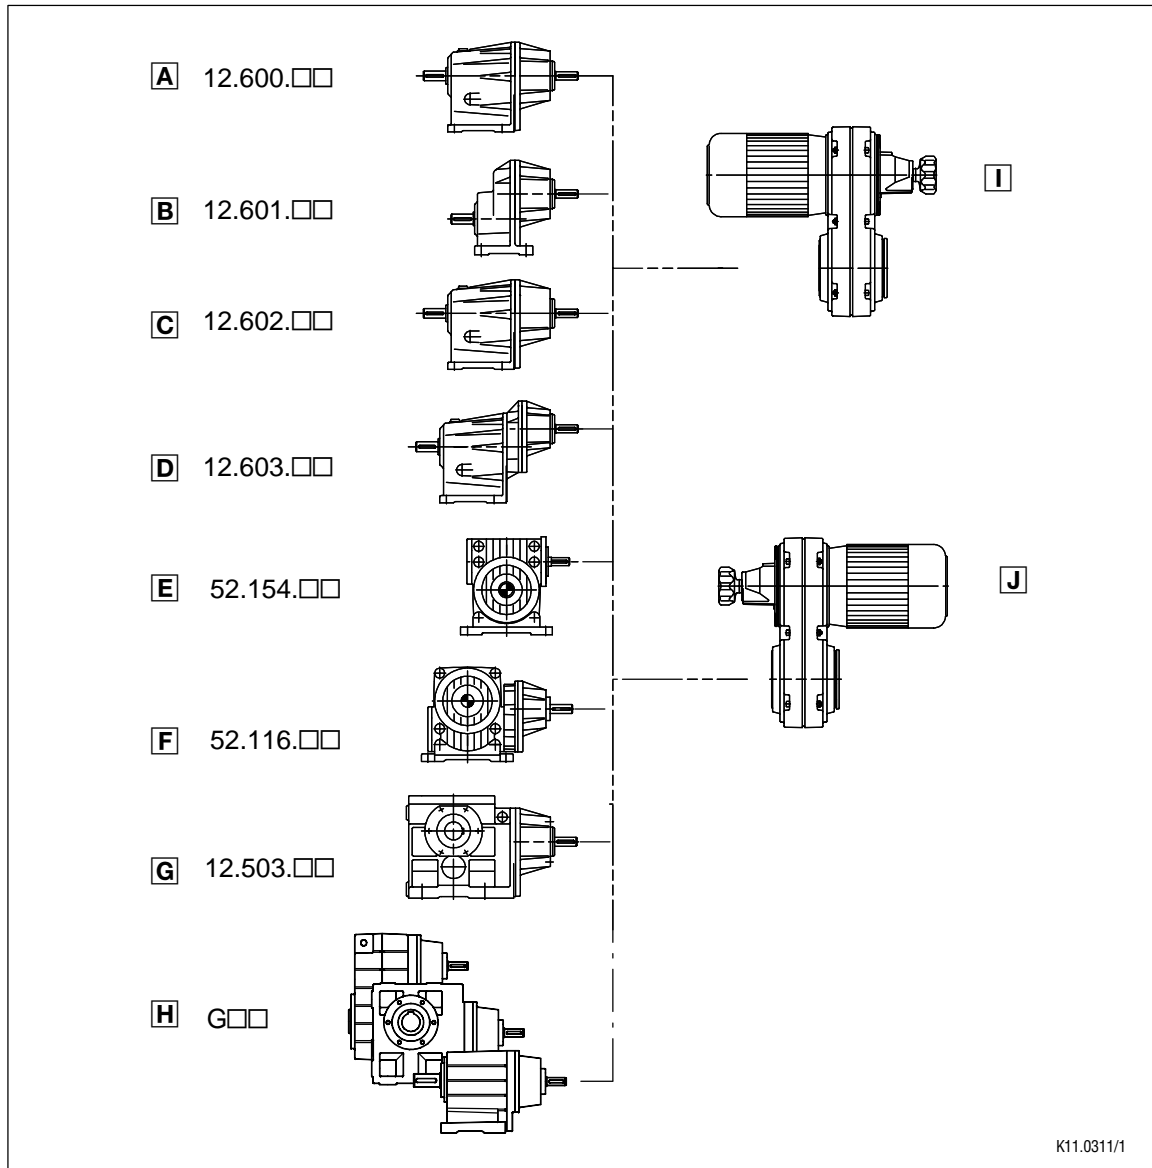 A 12.600.□□
I
B 12.601.□□
C 12.602.□□
D 12.603.□□
E 52.154.□□
J
F 52.116.□□
G 12.503.□□
H G□□
K11.0311/1